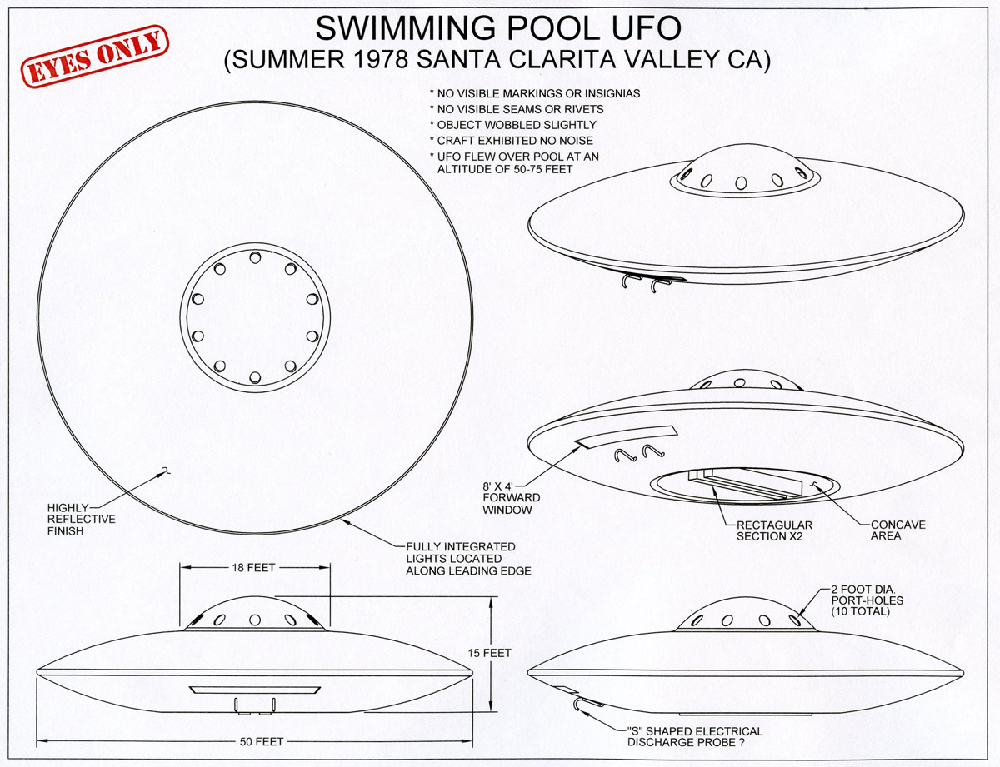 EYES ONLY
SWIMMING POOL UFO
(SUMMER 1978 SANTA CLARITA VALLEY CA)
* NO VISIBLE MARKINGS OR INSIGNIAS
* NO VISIBLE SEAMS OR RIVETS
* OBJECT WOBBLED SLIGHTLY
* CRAFT EXHIBITED NO NOISE
* UFO FLEW OVER POOL AT AN
ALTITUDE OF 50-75 FEET
8' X 4'
FORWARD
WINDOW
HIGHLY
REFLECTIVE
FINISH
RECTAGULAR
SECTION X2
CONCAVE
AREA
FULLY INTEGRATED
LIGHTS LOCATED
ALONG LEADING EDGE
18 FEET
2 FOOT DIA.
PORT-HOLES
(10 TOTAL)
15 FEET
50 FEET
"S" SHAPED ELECTRICAL
DISCHARGE PROBE ?